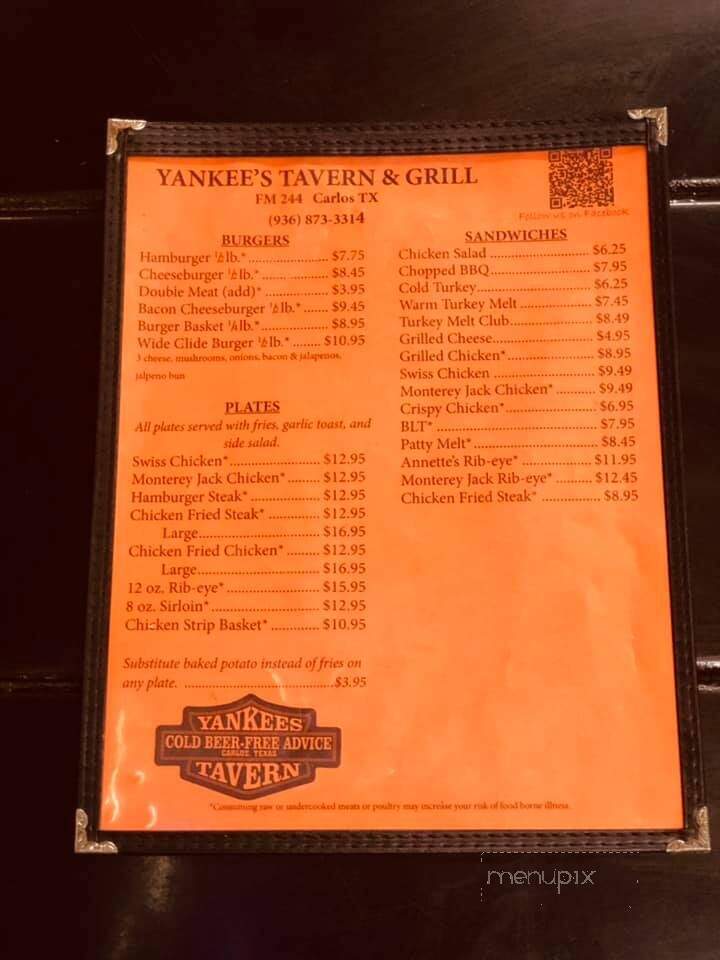 YANKEE'S TAVERN & GRILL
FM 244 Carlos TX
(936) 873-3314
Follow us on Facebook
BURGERS
Hamburger ½ lb.* ..................... $7.75
Cheeseburger ½ lb.* ................. $8.45
Double Meat (add)* ................. $3.95
Bacon Cheeseburger ½ lb.* ...... $9.45
Burger Basket ¼ lb.* ................. $8.95
Wide Glide Burger ½ lb.* ........ $10.95
3 cheese, mushrooms, onions, bacon & jalapenos,
jalpeno bun
PLATES
All plates served with fries, garlic toast, and
side salad.
Swiss Chicken* ........................ $12.95
Monterey Jack Chicken* ........ $12.95
Hamburger Steak* .................. $12.95
Chicken Fried Steak* .............. $12.95
Large................................ $16.95
Chicken Fried Chicken* ......... $12.95
Large................................ $16.95
12 oz. Rib-eye* ......................... $15.95
8 oz. Sirloin* ............................. $12.95
Chicken Strip Basket* ............. $10.95
Substitute baked potato instead of fries on
any plate. ........................................$3.95
SANDWICHES
Chicken Salad .......................... $6.25
Chopped BBQ........................... $7.95
Cold Turkey.............................. $6.25
Warm Turkey Melt .................... $7.45
Turkey Melt Club...................... $8.49
Grilled Cheese........................... $4.95
Grilled Chicken* ........................ $8.95
Swiss Chicken ........................... $9.49
Monterey Jack Chicken* .......... $9.49
Crispy Chicken*........................ $6.95
BLT* .......................................... $7.95
Patty Melt* ................................ $8.45
Annette's Rib-eye* ................... $11.95
Monterey Jack Rib-eye* .......... $12.45
Chicken Fried Steak* ................ $8.95
YANKEES
COLD BEER-FREE ADVICE
CARLOS, TEXAS
TAVERN
*Consuming raw or undercooked meats or poultry may increase your risk of food borne illness.
menupix